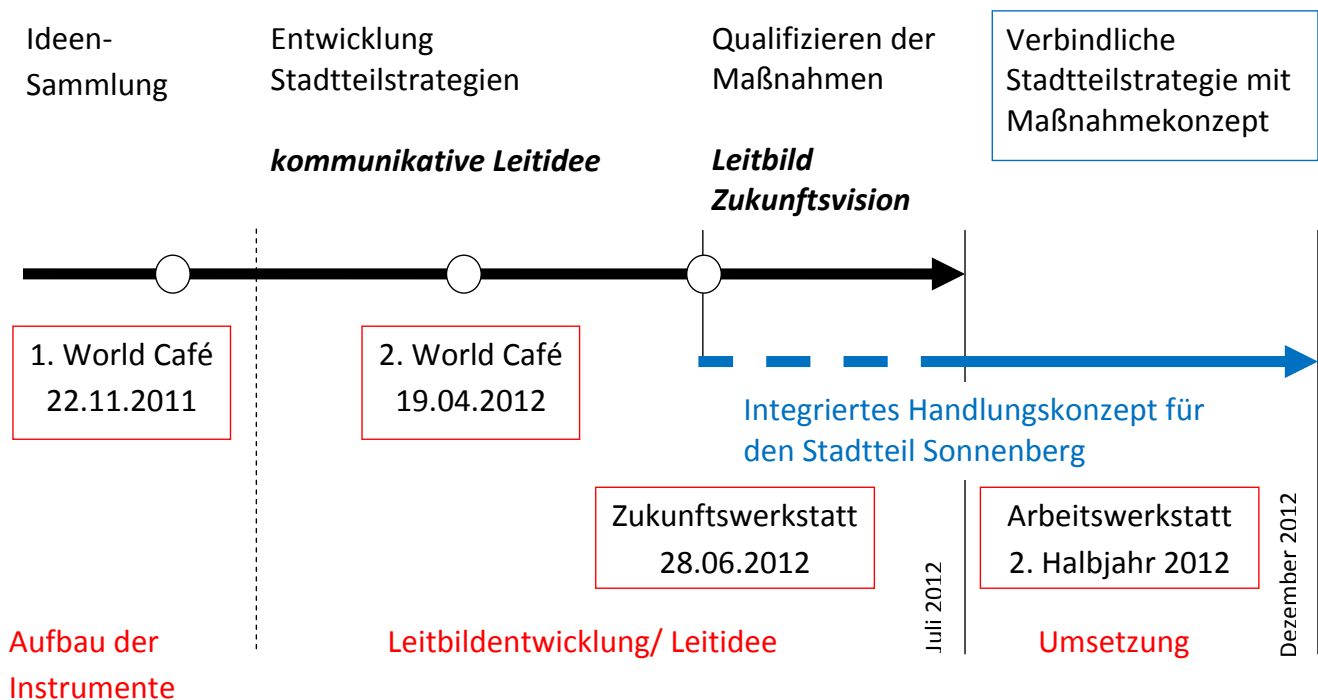 Ideen-
Sammlung
Entwicklung
Stadtteilstrategien
kommunikative Leitidee
Qualifizieren der
Maßnahmen
Leitbild
Zukunftsvision
Verbindliche
Stadtteilstrategie mit
Maßnahmekonzept
1. World Café
22.11.2011
2. World Café
19.04.2012
Integriertes Handlungskonzept für
den Stadtteil Sonnenberg
Zukunftswerkstatt
28.06.2012
Juli 2012
Arbeitswerkstatt
2. Halbjahr 2012
Dezember 2012
Aufbau der
Instrumente
Leitbildentwicklung/ Leitidee
Umsetzung